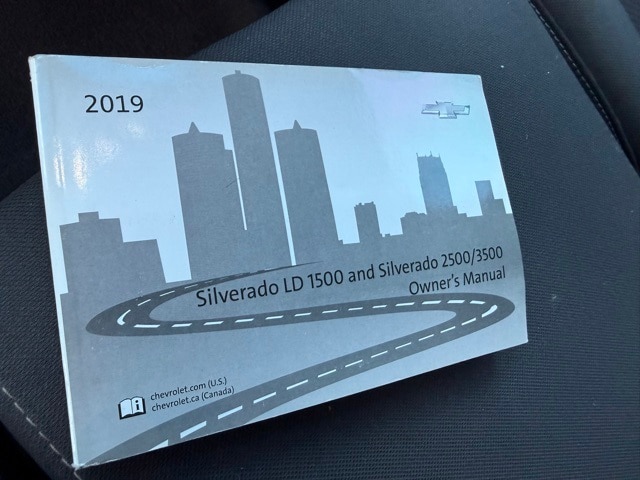 2019
Silverado LD 1500 and Silverado 2500/3500
Owner's Manual
chevrolet.com (U.S.)
chevrolet.ca (Canada)